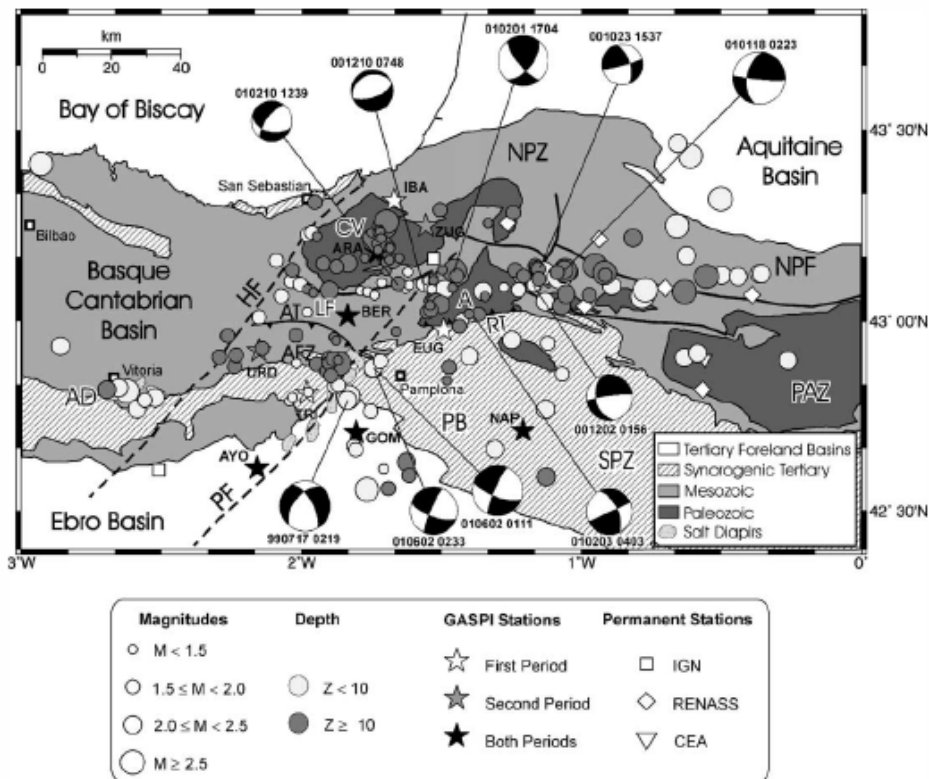 km
0 20 40
010201 1704
001023 1537
001210 0748
010118 0223
010210 1239
Bay of Biscay
43° 30'N
NPZ
Aquitaine
Basin
San Sebastian
IBA
Bilbao
CV
ZUG
ARA
Basque
Cantabrian
Basin
HF
NPF
LF
A
AT
BER
43° 00'N
RT
AFZ
EUG
URD
Vitoria
Pamplona
PAZ
AD
IRI
PB
NAP
001202 0156
GOM
SPZ
AYO
PF
Tertiary Foreland Basins
Synorogenic Tertiary
Mesozoic
Paleozoic
Salt Diapirs
Ebro Basin
42° 30'N
990717 0219
010602 0233
010602 0111
010203 0403
3°W 2°W 1°W 0°
Magnitudes Depth GASPI Stations Permanent Stations
M < 1.5 First Period IGN
1.5 ≤ M < 2.0 Z < 10 Second Period RENASS
2.0 ≤ M < 2.5 Z ≥ 10 Both Periods CEA
M ≥ 2.5